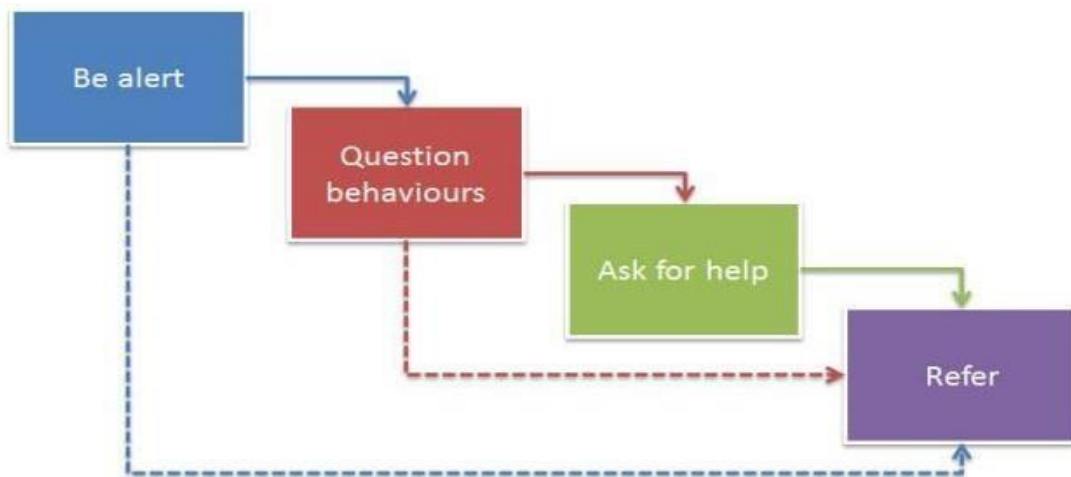 Be alert
Question
behaviours
Ask for help
Refer